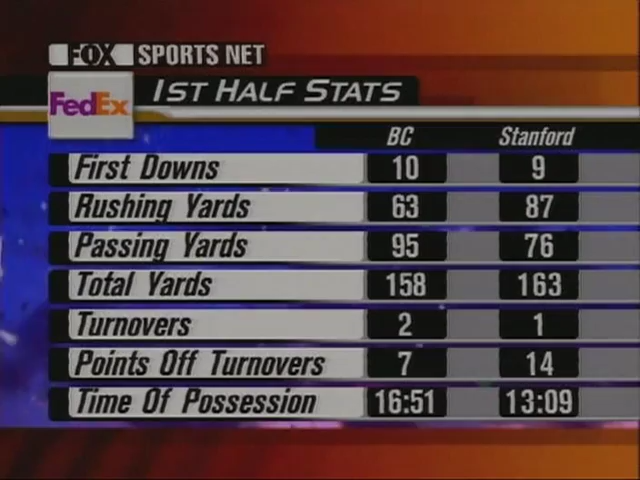 FOX SPORTS NET
FedEx 1ST HALF STATS
BC Stanford
First Downs 10 9
Rushing Yards 63 87
Passing Yards 95 76
Total Yards 158 163
Turnovers 2 1
Points Off Turnovers 7 14
Time Of Possession 16:51 13:09